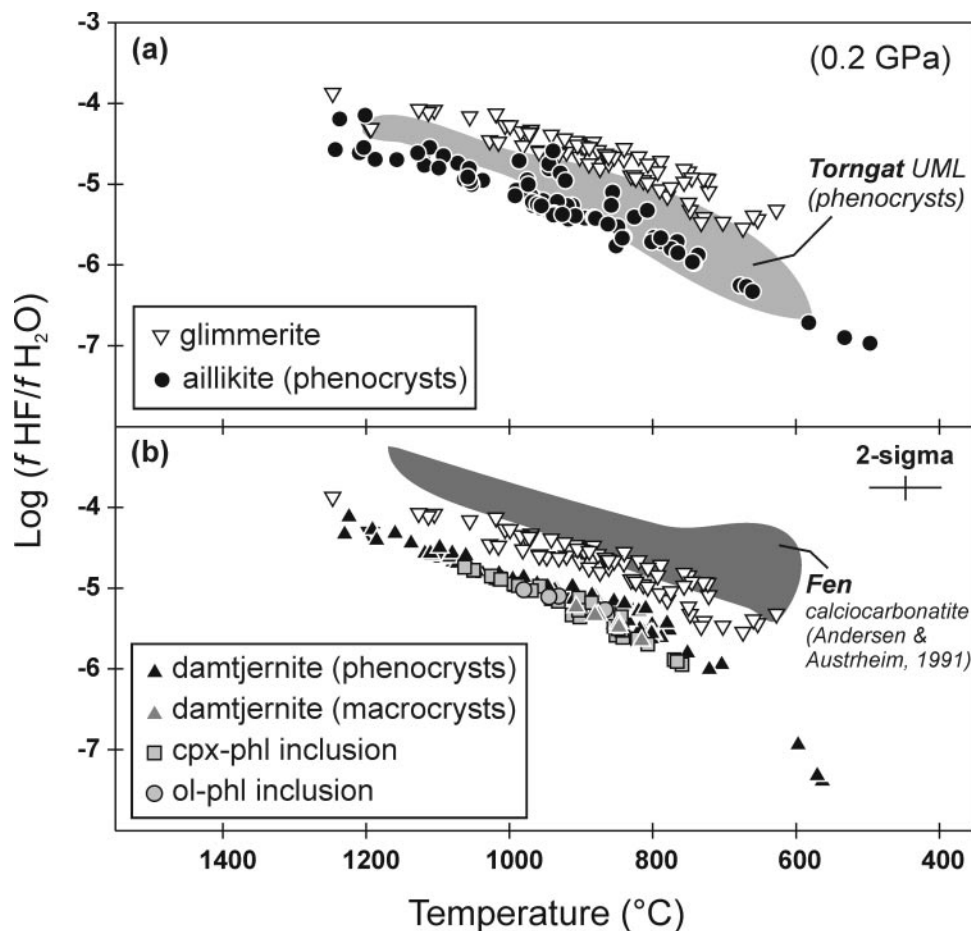 -3
(a)
(0.2 GPa)
-4
-5
Torngat UML
(phenocrysts)
-6
glimmerite
aillikite (phenocrysts)
-7
Log (f HF/f H₂O)
(b)
2-sigma
-4
-5
Fen
calciocarbonatite
(Andersen &
Austrheim, 1991)
-6
damtjernite (phenocrysts)
damtjernite (macrocrysts)
cpx-phl inclusion
ol-phl inclusion
-7
1400 1200 1000 800 600 400
Temperature (°C)